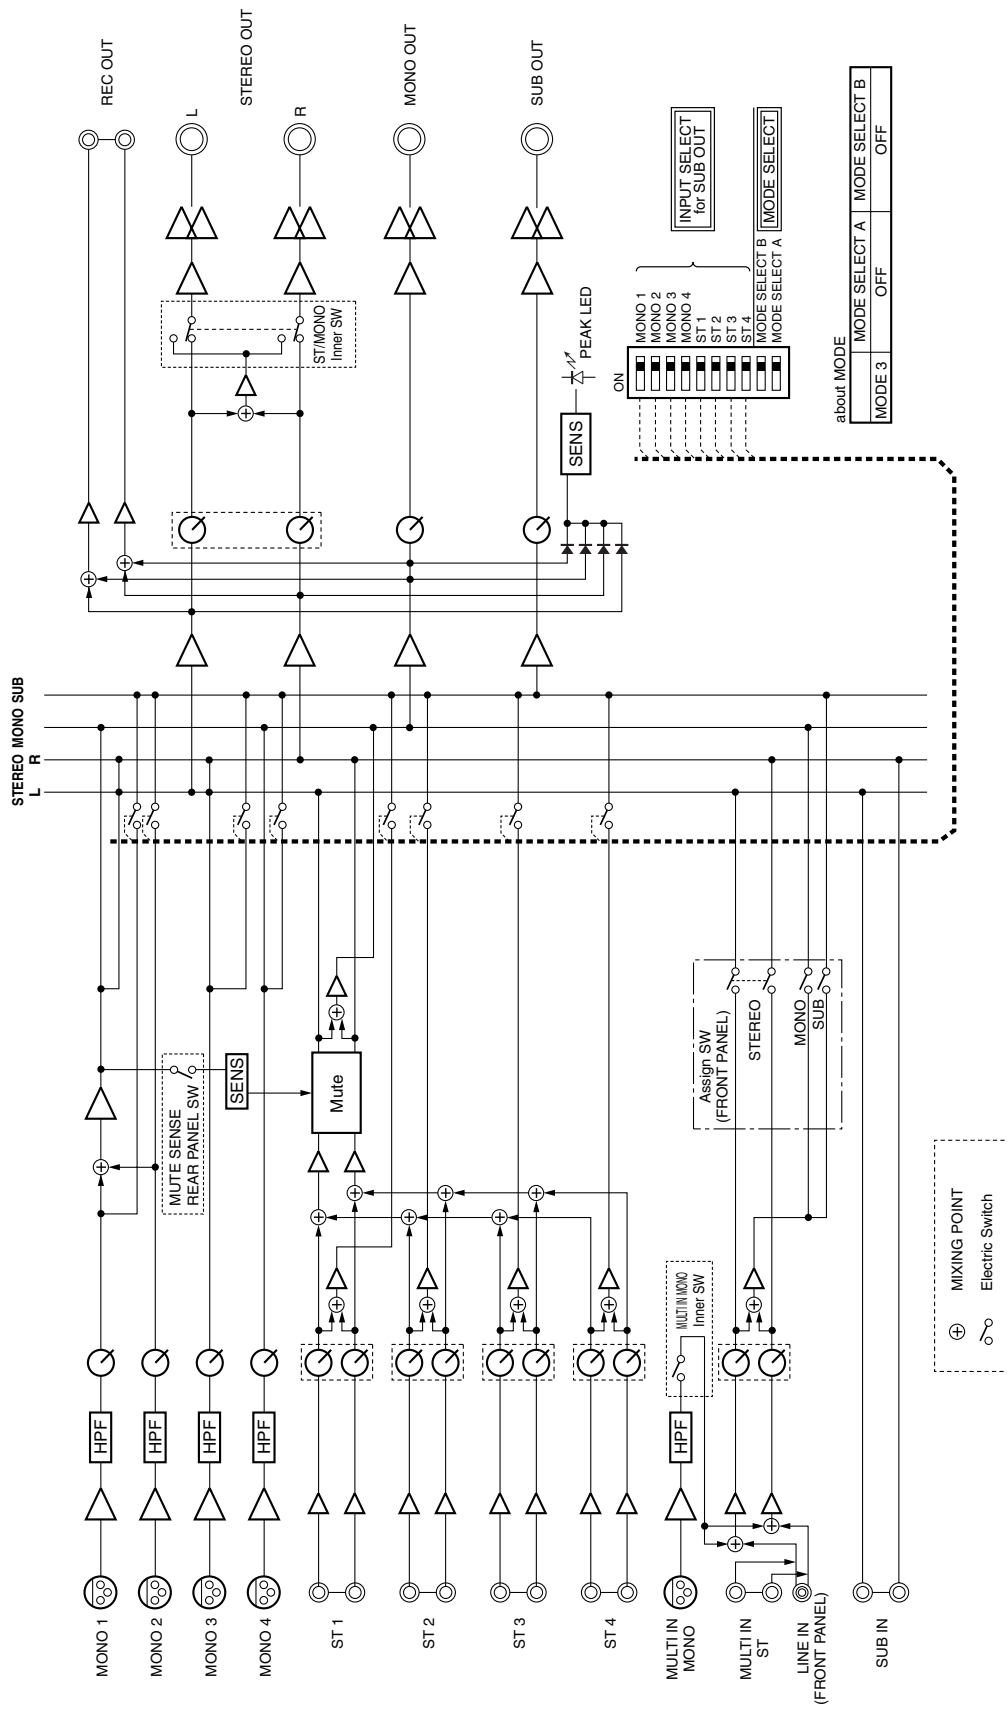 REC OUT
STEREO OUT
L
R
MONO OUT
SUB OUT
ST/MONO
Inner SW
PEAK LED
SENS
ON
MONO 1
MONO 2
MONO 3
MONO 4
ST 1
ST 2
ST 3
ST 4
MODE SELECT B
MODE SELECT A
INPUT SELECT
for SUB OUT
MODE SELECT
about MODE
MODE SELECT A MODE SELECT B
MODE 3 OFF OFF
STEREO MONO SUB
L R
MUTE SENSE
REAR PANEL SW
SENS
Mute
Assign SW
(FRONT PANEL)
STEREO
MONO
SUB
MULTI IN MONO
Inner SW
HPF
HPF
HPF
HPF
HPF
MONO 1
MONO 2
MONO 3
MONO 4
ST 1
ST 2
ST 3
ST 4
MULTI IN
MONO
MULTI IN
ST
LINE IN
(FRONT PANEL)
SUB IN
MIXING POINT
Electric Switch